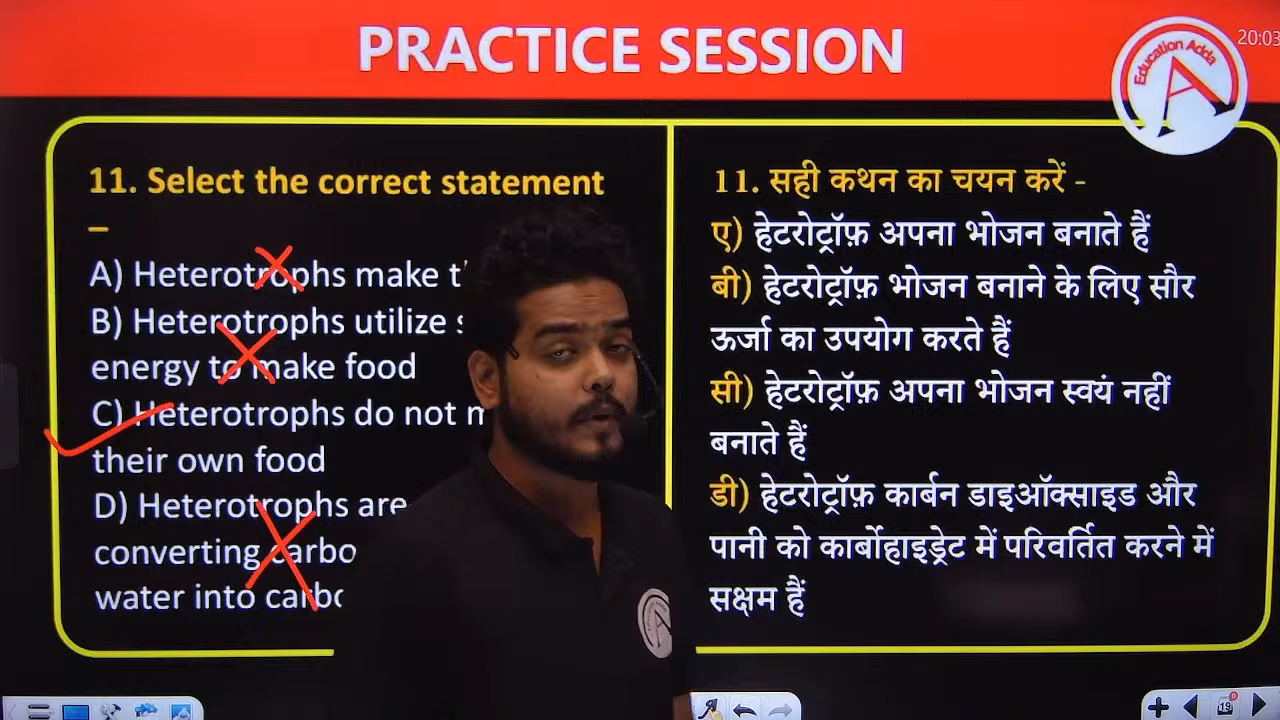 PRACTICE SESSION
Education Adda
20:03
11. Select the correct statement
–
A) Heterotrophs make
B) Heterotrophs utilize
energy to make food
C) Heterotrophs do not
their own food
D) Heterotrophs are
converting
water into
11. सही कथन का चयन करें -
ए) हेटरोट्रॉफ़ अपना भोजन बनाते हैं
बी) हेटरोट्रॉफ़ भोजन बनाने के लिए सौर
ऊर्जा का उपयोग करते हैं
सी) हेटरोट्रॉफ़ अपना भोजन स्वयं नहीं
बनाते हैं
डी) हेटरोट्रॉफ़ कार्बन डाइऑक्साइड और
पानी को कार्बोहाइड्रेट में परिवर्तित करने में
सक्षम हैं
19